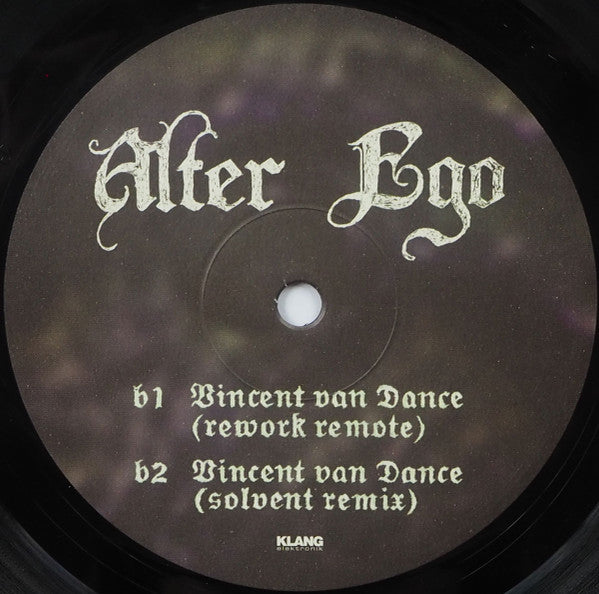 Alter Ego
b1 Vincent van Dance
(rework remote)
b2 Vincent van Dance
(solvent remix)
KLANG
elektronik